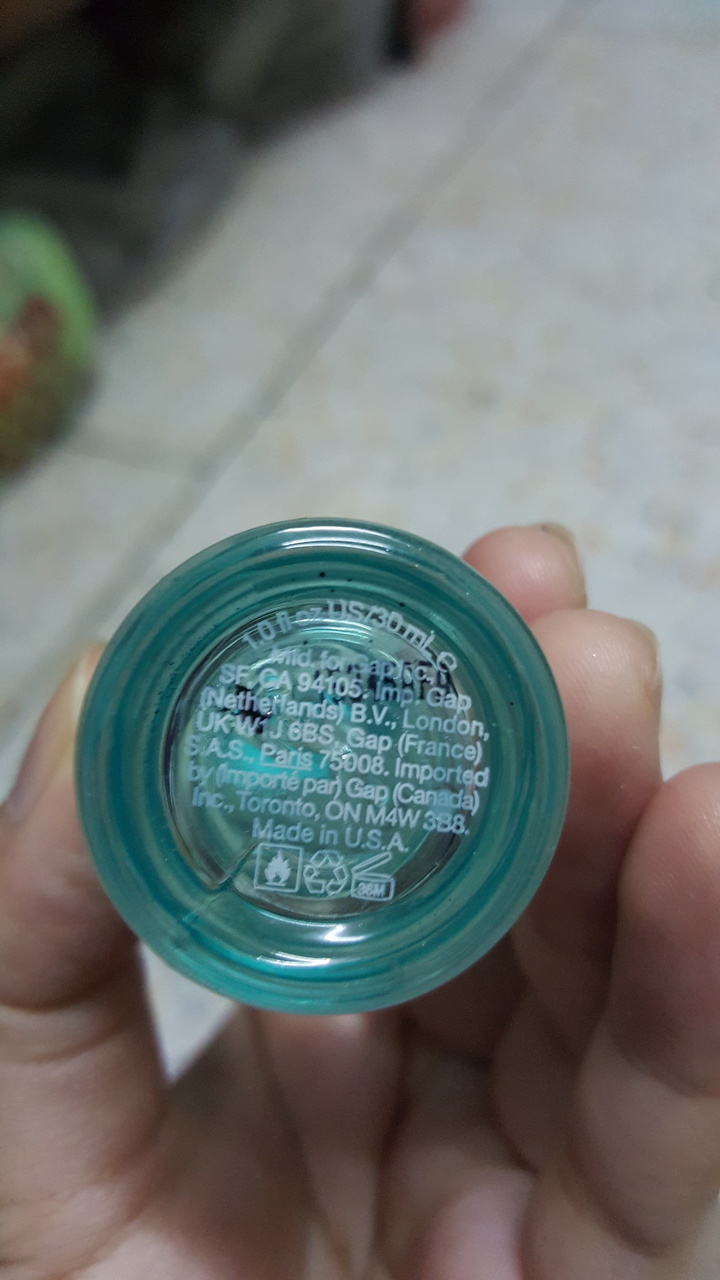 1.0 fl oz US/30 mL ℮
Mfd. for Gap Inc.,
SF, CA 94105. Imp. Gap
(Netherlands) B.V., London,
UK W1J 6BS. Gap (France)
S.A.S., Paris 75008. Imported
by (Importé par) Gap (Canada)
Inc., Toronto, ON M4W 3B8.
Made in U.S.A.
36M